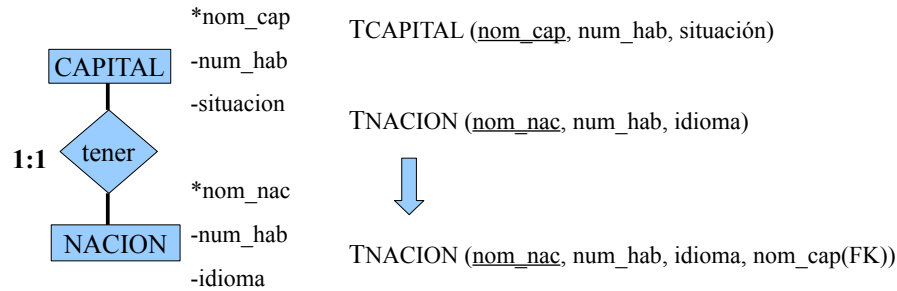 *nom_cap
CAPITAL
-num_hab
-situacion
1:1
tener
*nom_nac
NACION
-num_hab
-idioma
TCAPITAL (nom_cap, num_hab, situación)
TNACION (nom_nac, num_hab, idioma)
TNACION (nom_nac, num_hab, idioma, nom_cap(FK))